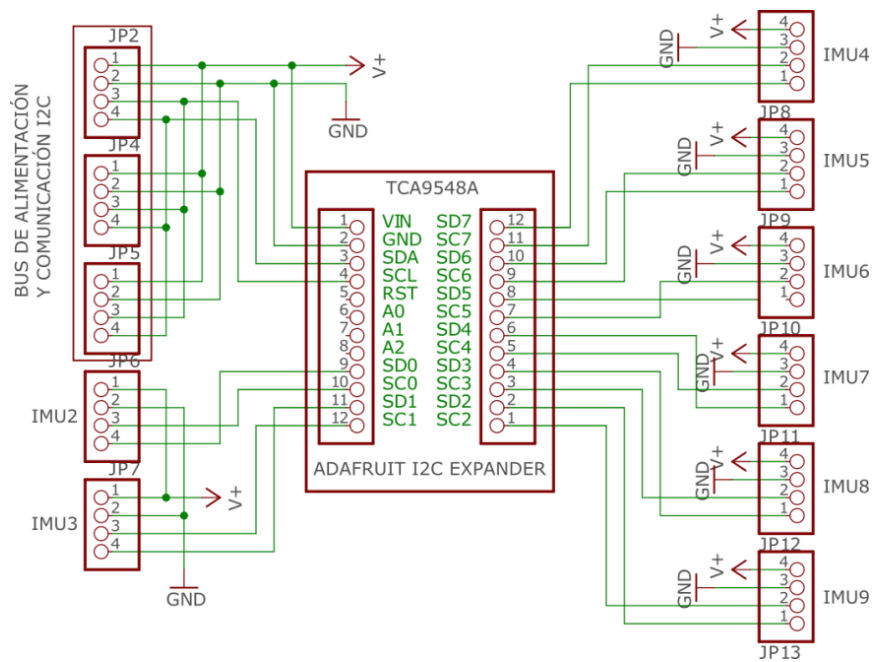 JP2
1
2
3
4
BUS DE ALIMENTACIÓN
Y COMUNICACIÓN I2C
V+
GND
JP4
1
2
3
4
JP5
1
2
3
4
JP6
IMU2
1
2
3
4
JP7
IMU3
1
2
3
4
V+
GND
TCA9548A
1 VIN SD7 12
2 GND SC7 11
3 SDA SD6 10
4 SCL SC6 9
5 RST SD5 8
6 A0 SC5 7
7 A1 SD4 6
8 A2 SC4 5
9 SD0 SD3 4
10 SC0 SC3 3
11 SD1 SD2 2
12 SC1 SC2 1
ADAFRUIT I2C EXPANDER
V+
GND
4
3
2
1
IMU4
JP8
V+
GND
4
3
2
1
IMU5
JP9
V+
GND
4
3
2
1
IMU6
JP10
V+
GND
4
3
2
1
IMU7
JP11
V+
GND
4
3
2
1
IMU8
JP12
V+
GND
4
3
2
1
IMU9
JP13